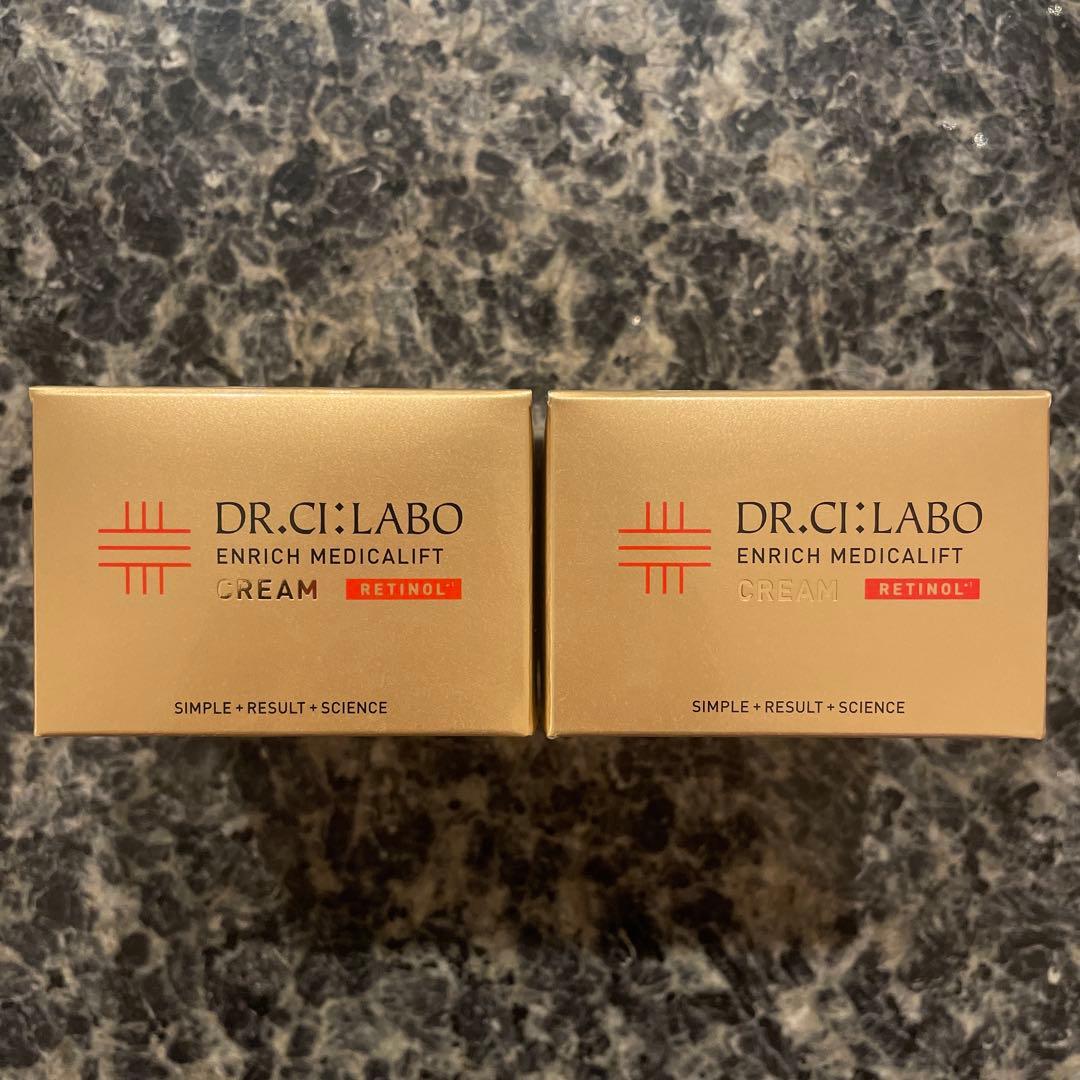 DR.CI:LABO
ENRICH MEDICALIFT
CREAM RETINOL*1
SIMPLE+RESULT+SCIENCE
DR.CI:LABO
ENRICH MEDICALIFT
CREAM RETINOL*1
SIMPLE+RESULT+SCIENCE